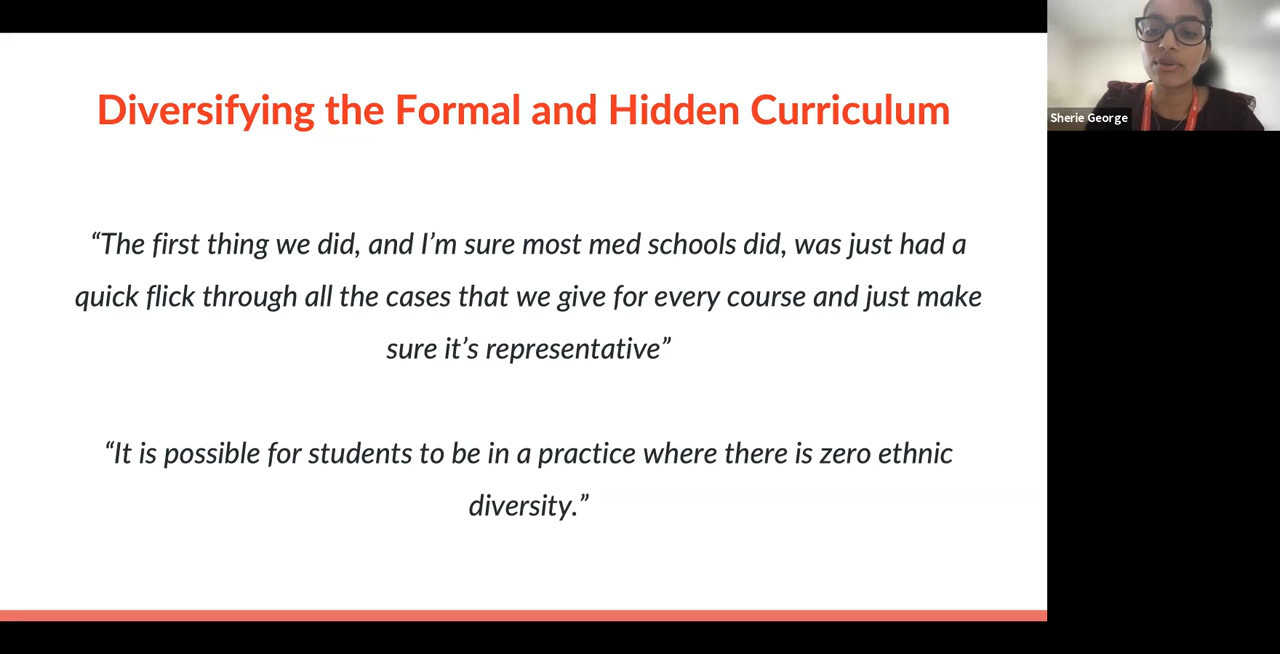 Diversifying the Formal and Hidden Curriculum
“The first thing we did, and I’m sure most med schools did, was just had a
quick flick through all the cases that we give for every course and just make
sure it’s representative”
“It is possible for students to be in a practice where there is zero ethnic
diversity.”
Sherie George